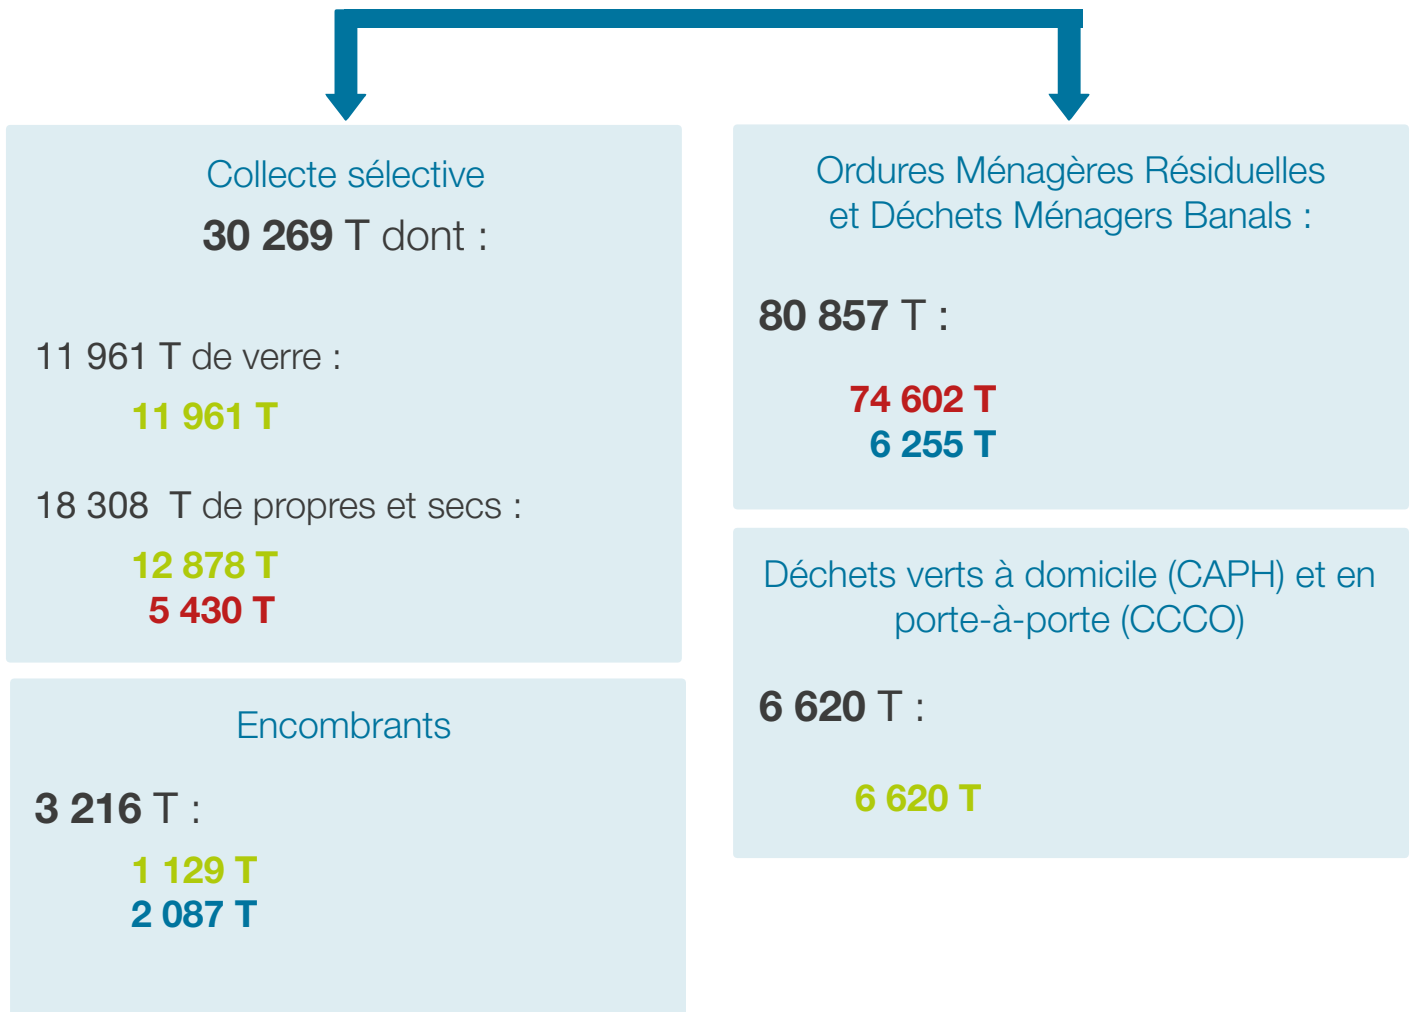 Collecte sélective
30 269 T dont :
11 961 T de verre :
11 961 T
18 308 T de propres et secs :
12 878 T
5 430 T
Encombrants
3 216 T :
1 129 T
2 087 T
Ordures Ménagères Résiduelles
et Déchets Ménagers Banals :
80 857 T :
74 602 T
6 255 T
Déchets verts à domicile (CAPH) et en
porte-à-porte (CCCO)
6 620 T :
6 620 T